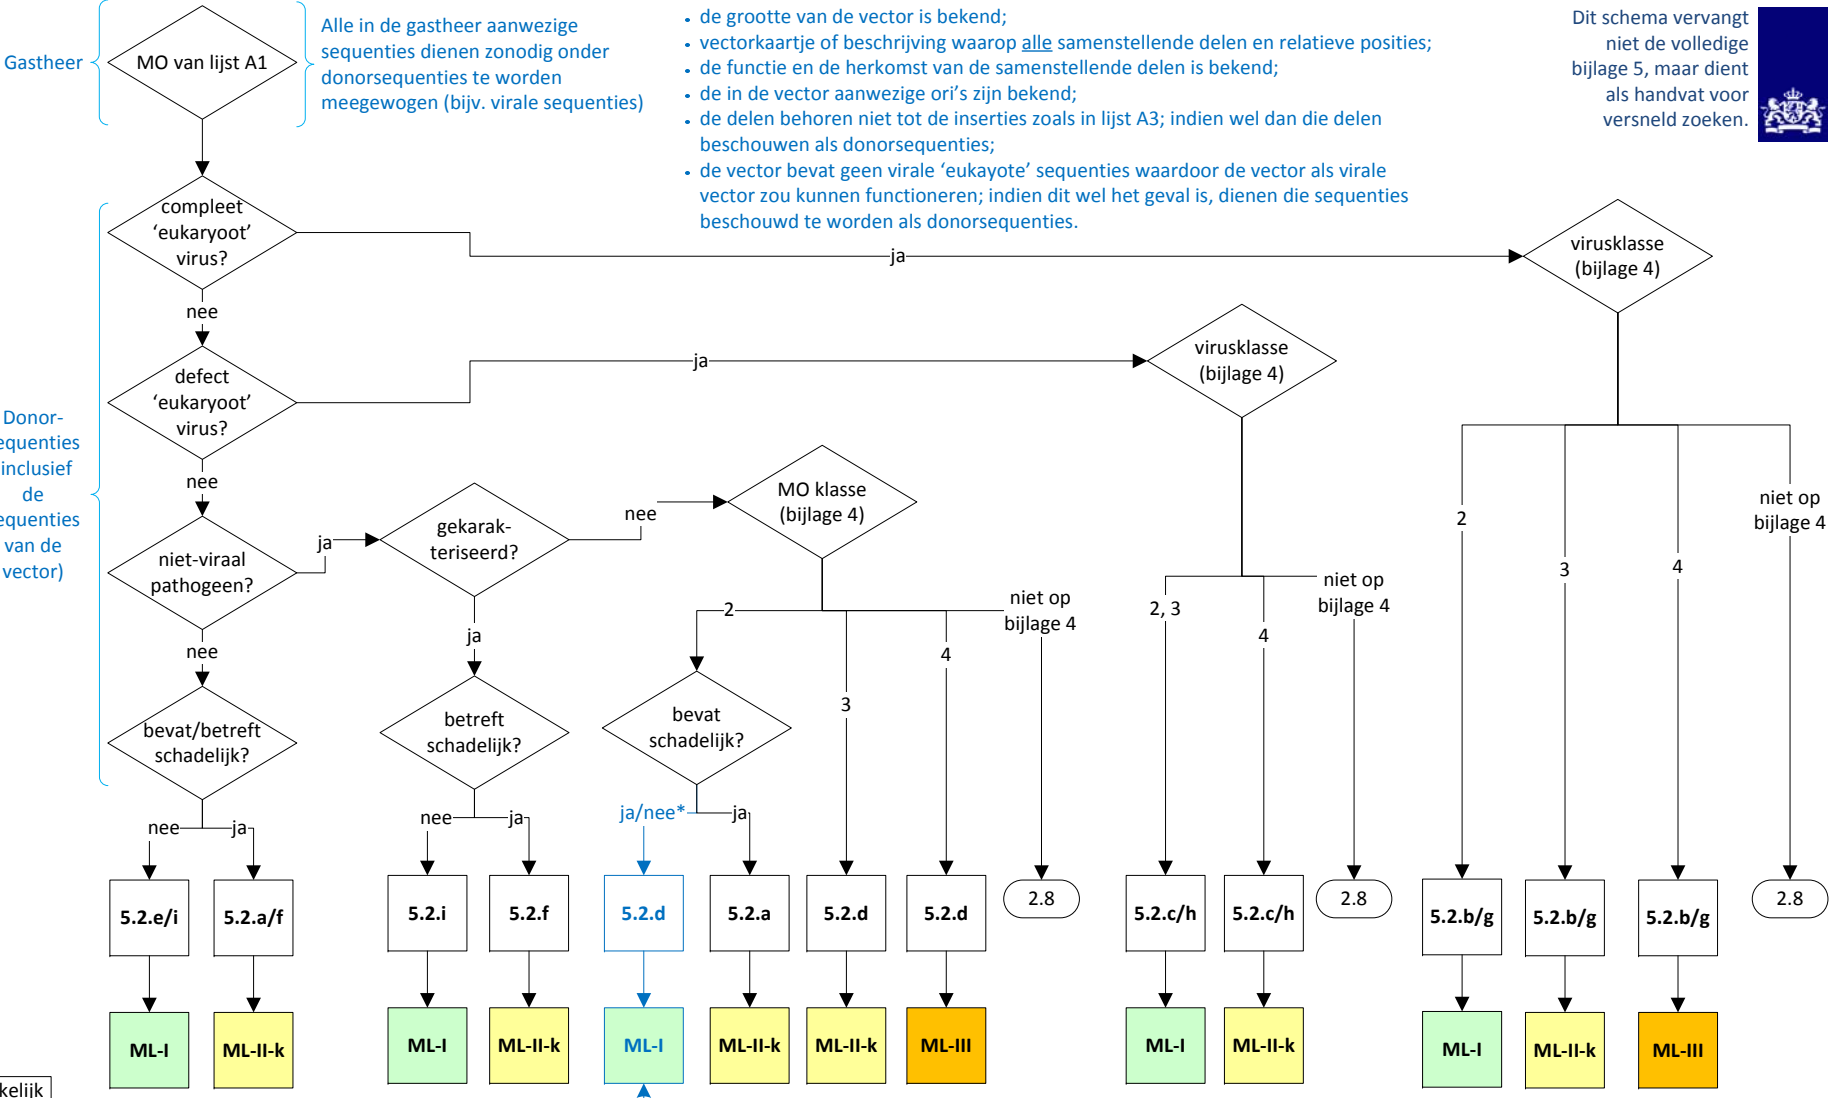 Gastheer
MO van lijst A1
Alle in de gastheer aanwezige
sequenties dienen zonodig onder
donorsequenties te worden
meegewogen (bijv. virale sequenties)
• de grootte van de vector is bekend;
• vectorkaartje of beschrijving waarop alle samenstellende delen en relatieve posities;
• de functie en de herkomst van de samenstellende delen is bekend;
• de in de vector aanwezige ori's zijn bekend;
• de delen behoren niet tot de inserties zoals in lijst A3; indien wel dan die delen
beschouwen als donorsequenties;
• de vector bevat geen virale ‘eukayote’ sequenties waardoor de vector als virale
vector zou kunnen functioneren; indien dit wel het geval is, dienen die sequenties
beschouwd te worden als donorsequenties.
Dit schema vervangt
niet de volledige
bijlage 5, maar dient
als handvat voor
versneld zoeken.
compleet
‘eukaryoot’
virus?
ja
virusklasse
(bijlage 4)
nee
defect
‘eukaryoot’
virus?
ja
virusklasse
(bijlage 4)
Donor-
equenties
inclusief
de
equenties
van de
vector)
nee
niet-viraal
pathogeen?
ja
gekarak-
teriseerd?
nee
MO klasse
(bijlage 4)
2
3
4
niet op
bijlage 4
2, 3
4
niet op
bijlage 4
2
3
4
niet op
bijlage 4
nee
ja
bevat/betreft
schadelijk?
betreft
schadelijk?
bevat
schadelijk?
nee
ja
nee
ja
ja/nee*
ja
5.2.e/i
5.2.a/f
5.2.i
5.2.f
5.2.d
5.2.a
5.2.d
5.2.d
2.8
5.2.c/h
5.2.c/h
2.8
5.2.b/g
5.2.b/g
5.2.b/g
2.8
ML-I
ML-II-k
ML-I
ML-II-k
ML-I
ML-II-k
ML-II-k
ML-III
ML-I
ML-II-k
ML-I
ML-II-k
ML-III
kelijk